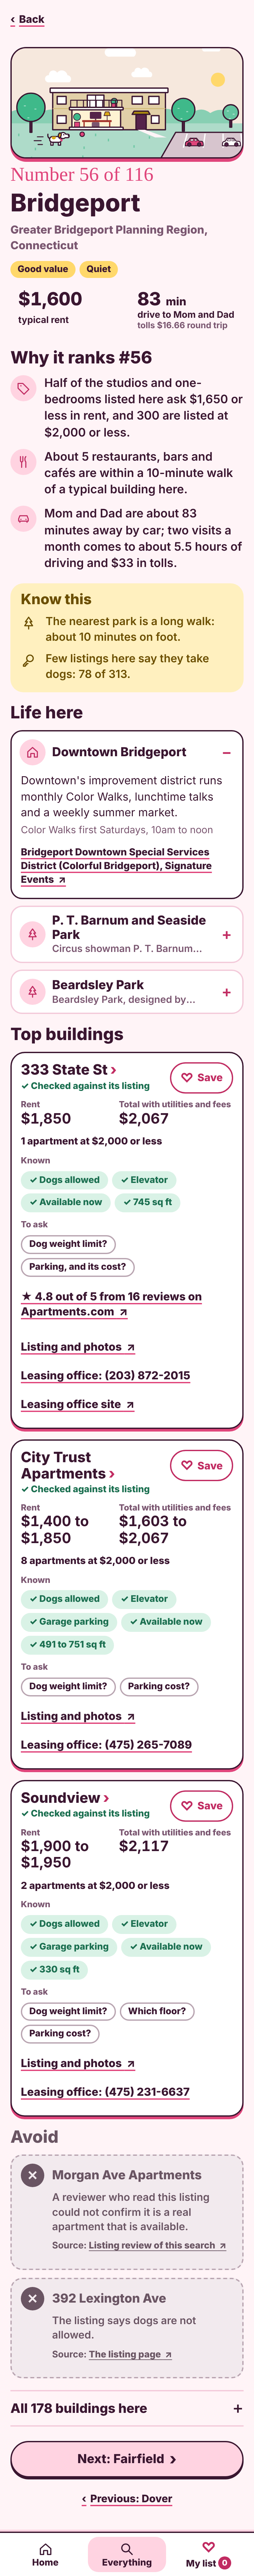 ‹ Back
Number 56 of 116
Bridgeport
Greater Bridgeport Planning Region,
Connecticut
Good value Quiet
$1,600 83 min
typical rent drive to Mom and Dad
tolls $16.66 round trip
Why it ranks #56
Half of the studios and one-
bedrooms listed here ask $1,650 or
less in rent, and 300 are listed at
$2,000 or less.
About 5 restaurants, bars and
cafés are within a 10-minute walk
of a typical building here.
Mom and Dad are about 83
minutes away by car; two visits a
month comes to about 5.5 hours of
driving and $33 in tolls.
Know this
The nearest park is a long walk:
about 10 minutes on foot.
Few listings here say they take
dogs: 78 of 313.
Life here
Downtown Bridgeport −
Downtown's improvement district runs
monthly Color Walks, lunchtime talks
and a weekly summer market.
Color Walks first Saturdays, 10am to noon
Bridgeport Downtown Special Services
District (Colorful Bridgeport), Signature
Events ↗
P. T. Barnum and Seaside
Park +
Circus showman P. T. Barnum…
Beardsley Park +
Beardsley Park, designed by…
Top buildings
333 State St › Save
✓ Checked against its listing
Rent Total with utilities and fees
$1,850 $2,067
1 apartment at $2,000 or less
Known
✓ Dogs allowed ✓ Elevator
✓ Available now ✓ 745 sq ft
To ask
Dog weight limit?
Parking, and its cost?
★ 4.8 out of 5 from 16 reviews on
Apartments.com ↗
Listing and photos ↗
Leasing office: (203) 872-2015
Leasing office site ↗
City Trust
Apartments › Save
✓ Checked against its listing
Rent Total with utilities and fees
$1,400 to $1,603 to
$1,850 $2,067
8 apartments at $2,000 or less
Known
✓ Dogs allowed ✓ Elevator
✓ Garage parking ✓ Available now
✓ 491 to 751 sq ft
To ask
Dog weight limit? Parking cost?
Listing and photos ↗
Leasing office: (475) 265-7089
Soundview › Save
✓ Checked against its listing
Rent Total with utilities and fees
$1,900 to $2,117
$1,950
2 apartments at $2,000 or less
Known
✓ Dogs allowed ✓ Elevator
✓ Garage parking ✓ Available now
✓ 330 sq ft
To ask
Dog weight limit? Which floor?
Parking cost?
Listing and photos ↗
Leasing office: (475) 231-6637
Avoid
Morgan Ave Apartments
A reviewer who read this listing
could not confirm it is a real
apartment that is available.
Source: Listing review of this search ↗
392 Lexington Ave
The listing says dogs are not
allowed.
Source: The listing page ↗
All 178 buildings here +
Next: Fairfield ›
‹ Previous: Dover
Home Everything My list 0